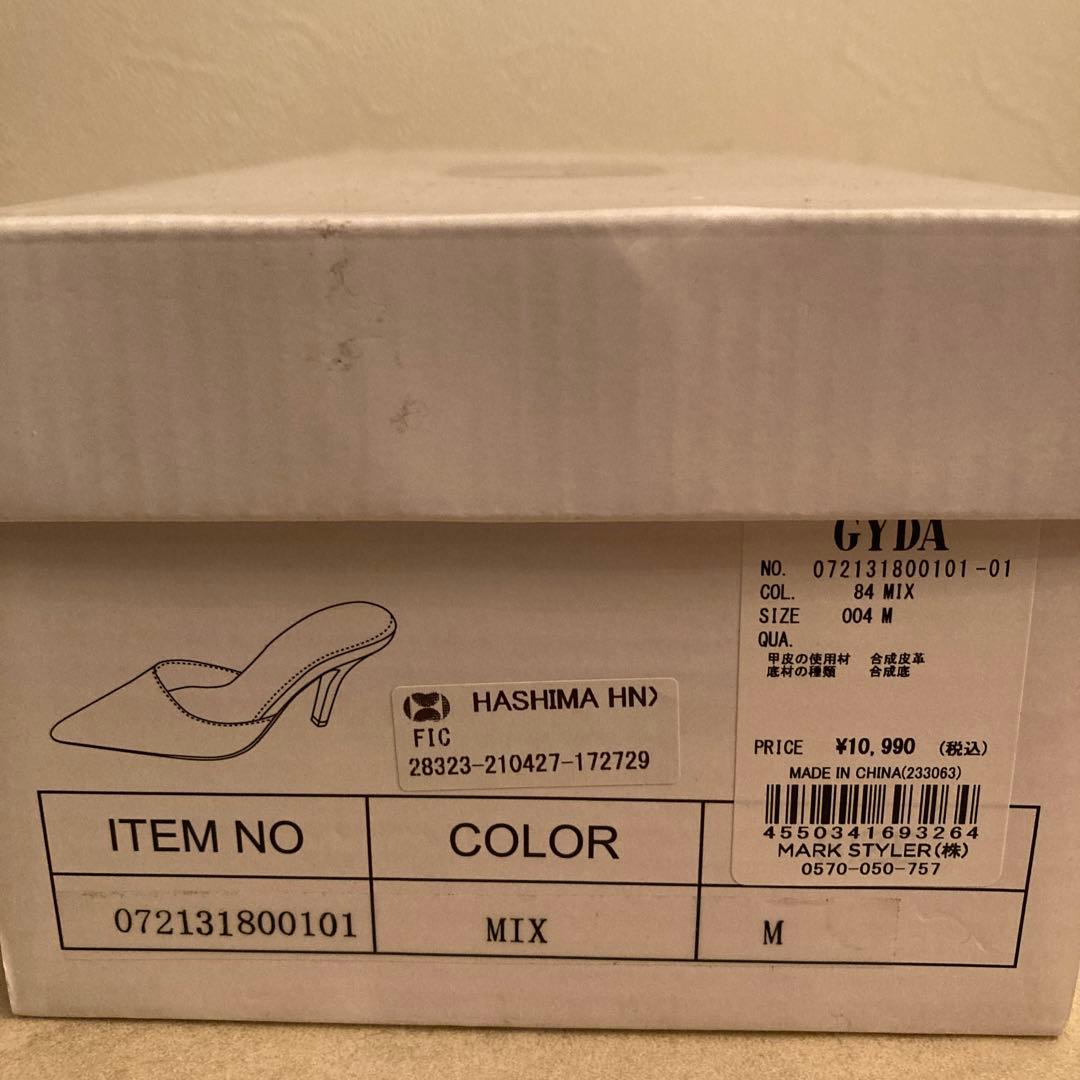 GYDA
NO. 072131800101-01
COL. 84 MIX
SIZE 004 M
QUA.
甲皮の使用材 合成皮革
底材の種類 合成底
PRICE ¥10,990 (税込)
MADE IN CHINA(233063)
4550341693264
MARK STYLER(株)
0570-050-757
HASHIMA HN〉
FIC
28323-210427-172729
ITEM NO COLOR
072131800101 MIX M